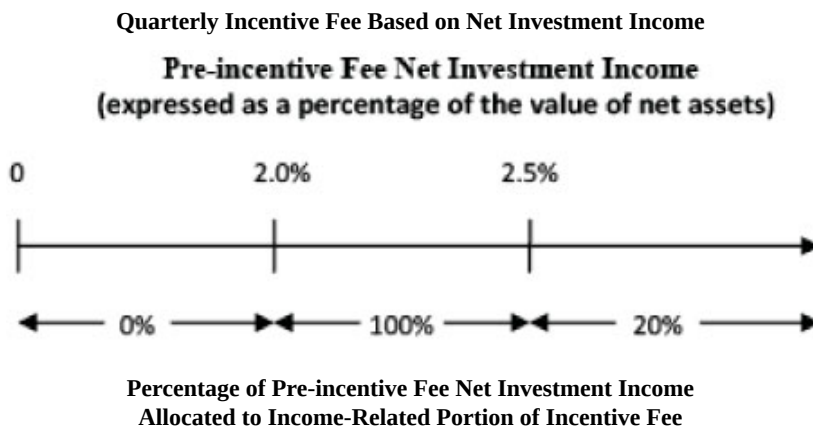 Quarterly Incentive Fee Based on Net Investment Income
Pre-incentive Fee Net Investment Income
(expressed as a percentage of the value of net assets)
0 2.0% 2.5%
0% 100% 20%
Percentage of Pre-incentive Fee Net Investment Income
Allocated to Income-Related Portion of Incentive Fee